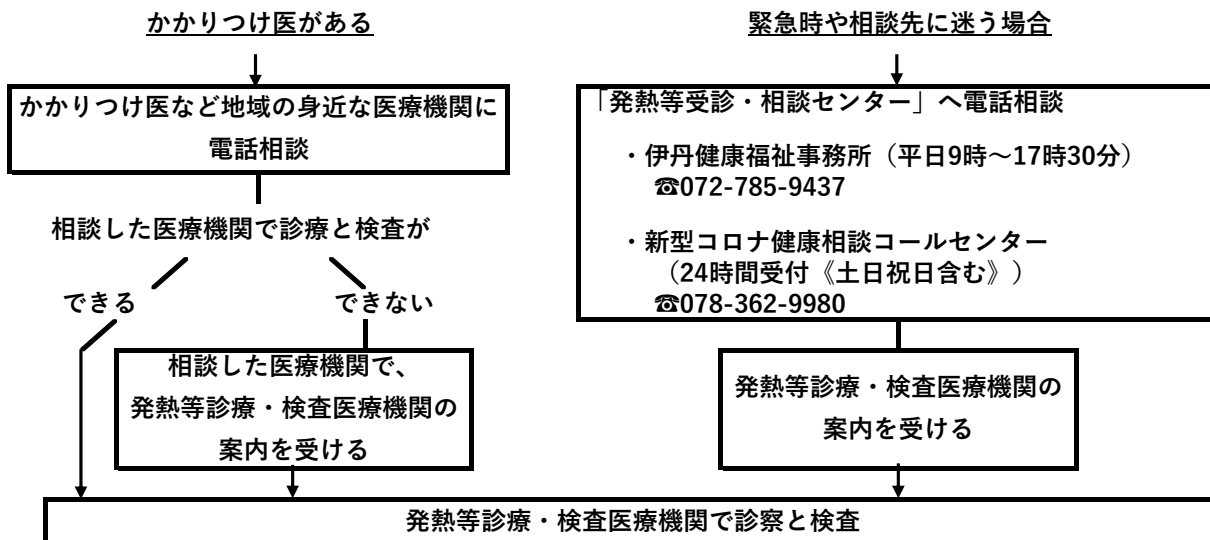 かかりつけ医がある
かかりつけ医など地域の身近な医療機関に
電話相談
相談した医療機関で診療と検査が
できる
できない
相談した医療機関で、
発熱等診療・検査医療機関の
案内を受ける
緊急時や相談先に迷う場合
「発熱等受診・相談センター」へ電話相談
・伊丹健康福祉事務所（平日9時～17時30分）
☎072-785-9437
・新型コロナ健康相談コールセンター
（24時間受付《土日祝日含む》）
☎078-362-9980
発熱等診療・検査医療機関の
案内を受ける
発熱等診療・検査医療機関で診察と検査